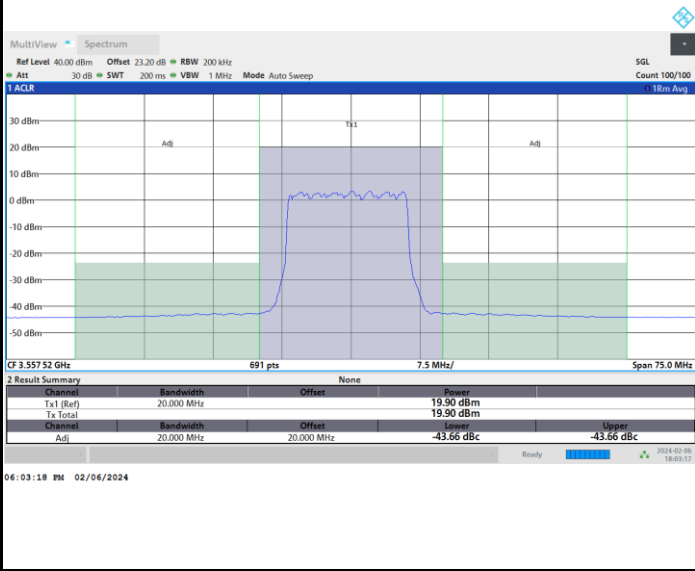 MultiView Spectrum
Ref Level 40.00 dBm Offset 23.20 dB RBW 200 kHz SGL
Att 30 dB SWT 200 ms VBW 1 MHz Mode Auto Sweep Count 100/100
1 ACLR 1Rm Avg
30 dBm
Tx1
20 dBm
Adj Adj
10 dBm
0 dBm
-10 dBm
-20 dBm
-30 dBm
-40 dBm
-50 dBm
CF 3.557 52 GHz 691 pts 7.5 MHz/ Span 75.0 MHz
2 Result Summary None
Channel Bandwidth Offset Power
Tx1 (Ref) 20.000 MHz 19.90 dBm
Tx Total 19.90 dBm
Channel Bandwidth Offset Lower Upper
Adj 20.000 MHz 20.000 MHz -43.66 dBc -43.66 dBc
Ready 2024-02-06
18:03:17
06:03:18 PM 02/06/2024